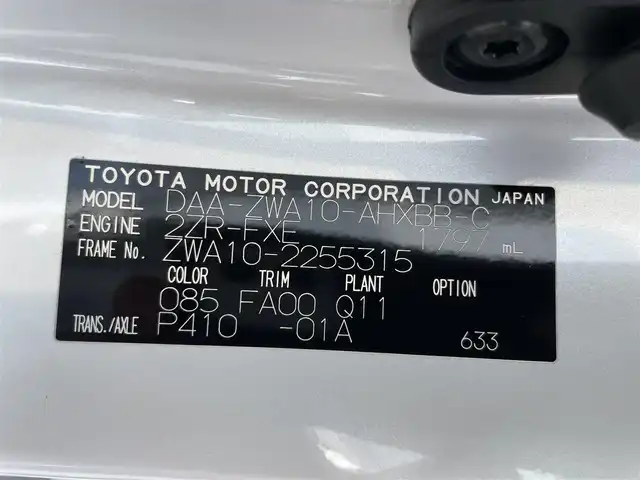 TOYOTA MOTOR CORPORATION JAPAN
MODEL DAA-ZWA10-AHXBB-C
ENGINE 2ZR-FXE 1797 mL
FRAME No. ZWA10-2255315
COLOR TRIM PLANT OPTION
085 FA00 Q11
TRANS./AXLE P410 -01A 633